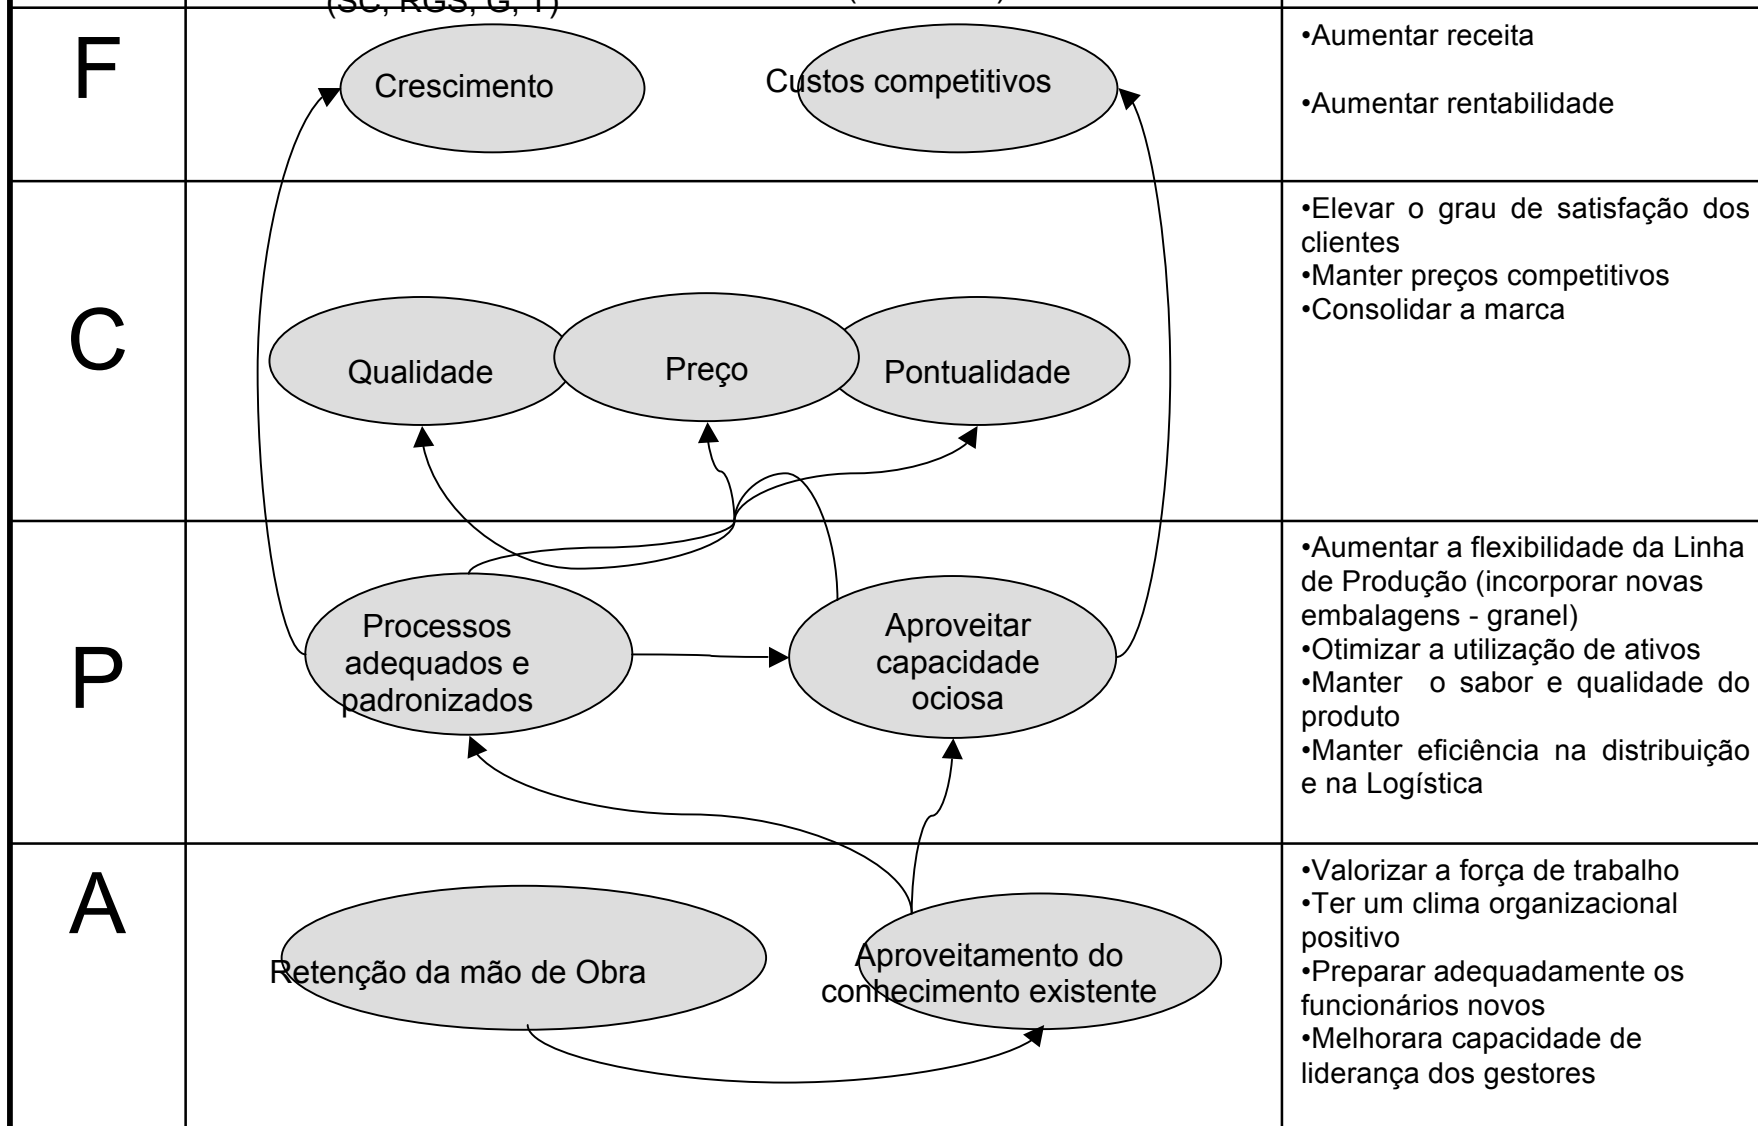 (SC, RGS, G, T)
F
Crescimento
Custos competitivos
•Aumentar receita
•Aumentar rentabilidade
C
Qualidade
Preço
Pontualidade
•Elevar o grau de satisfação dos
clientes
•Manter preços competitivos
•Consolidar a marca
P
Processos
adequados e
padronizados
Aproveitar
capacidade
ociosa
•Aumentar a flexibilidade da Linha
de Produção (incorporar novas
embalagens - granel)
•Otimizar a utilização de ativos
•Manter o sabor e qualidade do
produto
•Manter eficiência na distribuição
e na Logística
A
Retenção da mão de Obra
Aproveitamento do
conhecimento existente
•Valorizar a força de trabalho
•Ter um clima organizacional
positivo
•Preparar adequadamente os
funcionários novos
•Melhorara capacidade de
liderança dos gestores